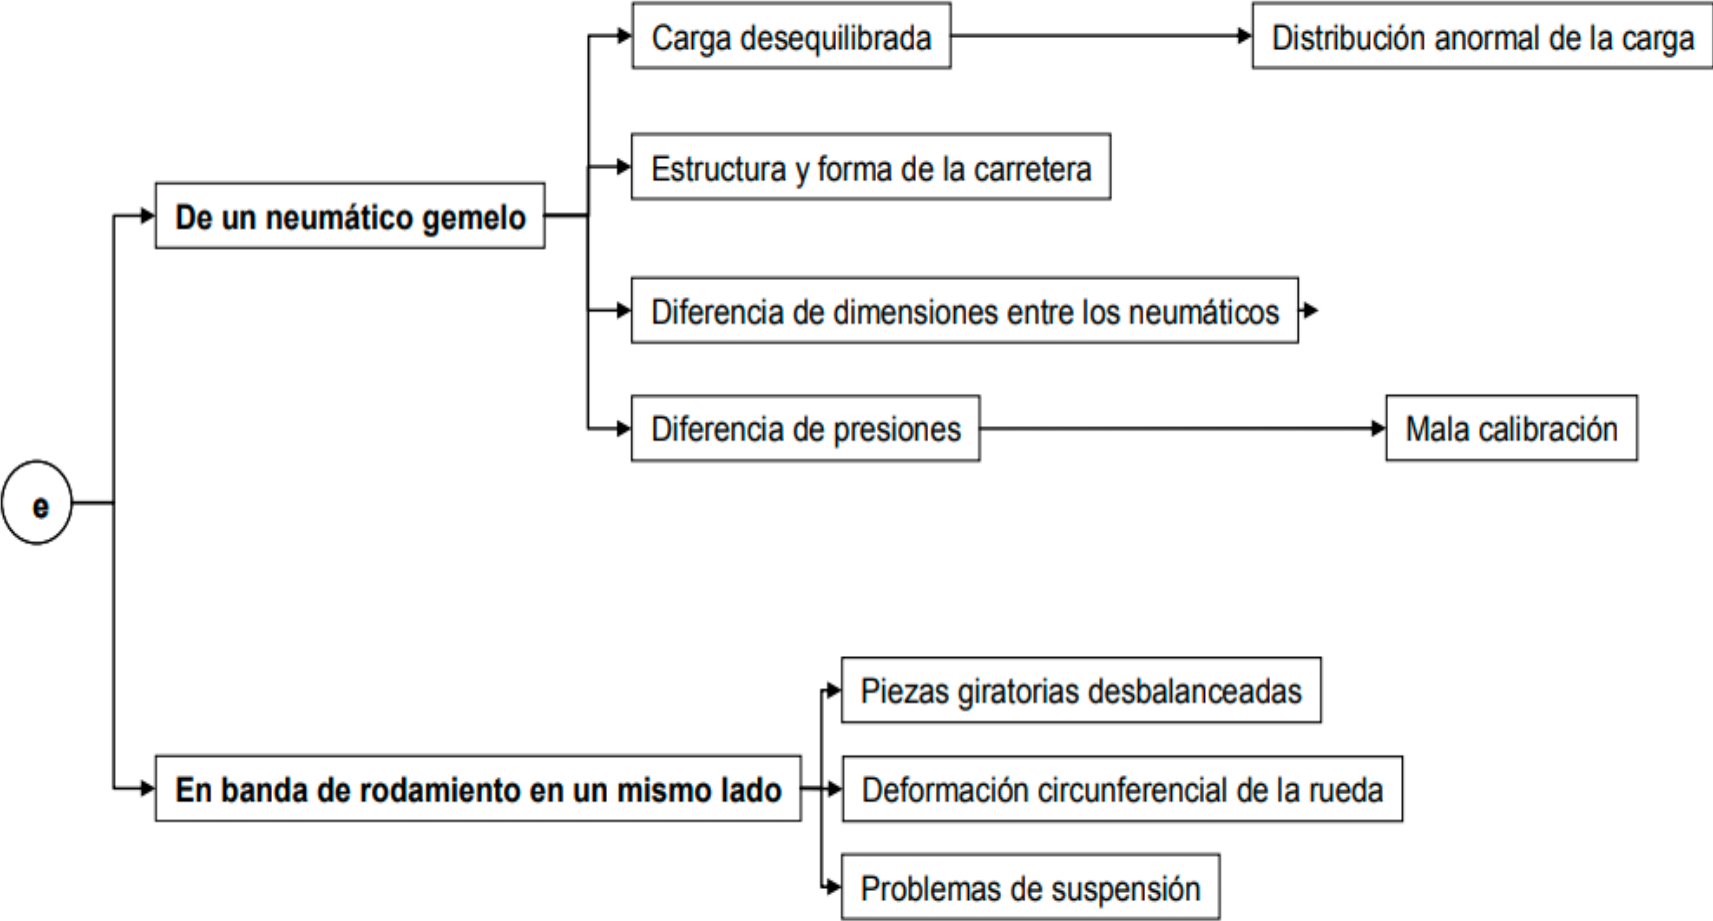 Carga desequilibrada
Distribución anormal de la carga
Estructura y forma de la carretera
De un neumático gemelo
Diferencia de dimensiones entre los neumáticos
Diferencia de presiones
Mala calibración
e
Piezas giratorias desbalanceadas
En banda de rodamiento en un mismo lado
Deformación circunferencial de la rueda
Problemas de suspensión